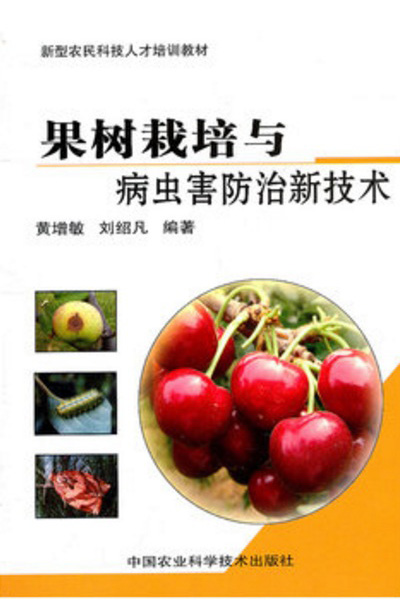 新型农民科技人才培训教材
果树栽培与
病虫害防治新技术
黄增敏 刘绍凡 编著
中国农业科学技术出版社